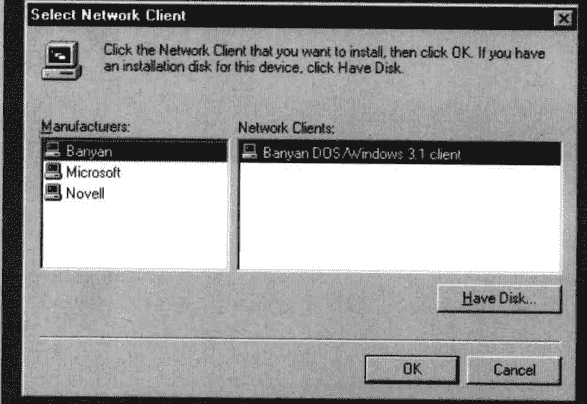 Select Network Client
Click the Network Client that you want to install, then click OK. If you have
an installation disk for this device, click Have Disk.
Manufacturers:
Network Clients:
Banyan
Microsoft
Novell
Banyan DOS/Windows 3.1 client
Have Disk...
OK
Cancel